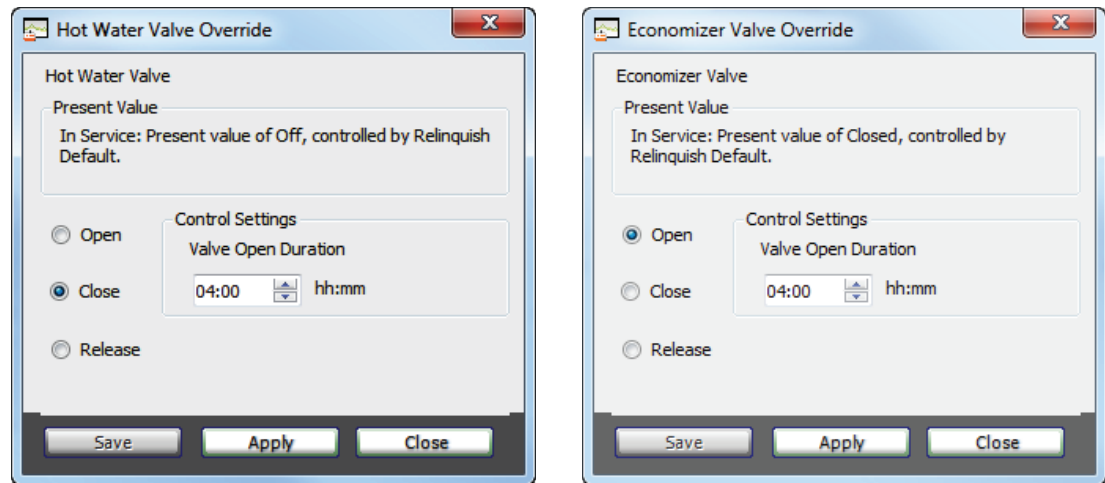 Hot Water Valve Override
Hot Water Valve
Present Value
In Service: Present value of Off, controlled by Relinquish
Default.
Open
Control Settings
Valve Open Duration
Close
04:00
hh:mm
Release
Save
Apply
Close
Economizer Valve Override
Economizer Valve
Present Value
In Service: Present value of Closed, controlled by
Relinquish Default.
Open
Control Settings
Valve Open Duration
Close
04:00
hh:mm
Release
Save
Apply
Close